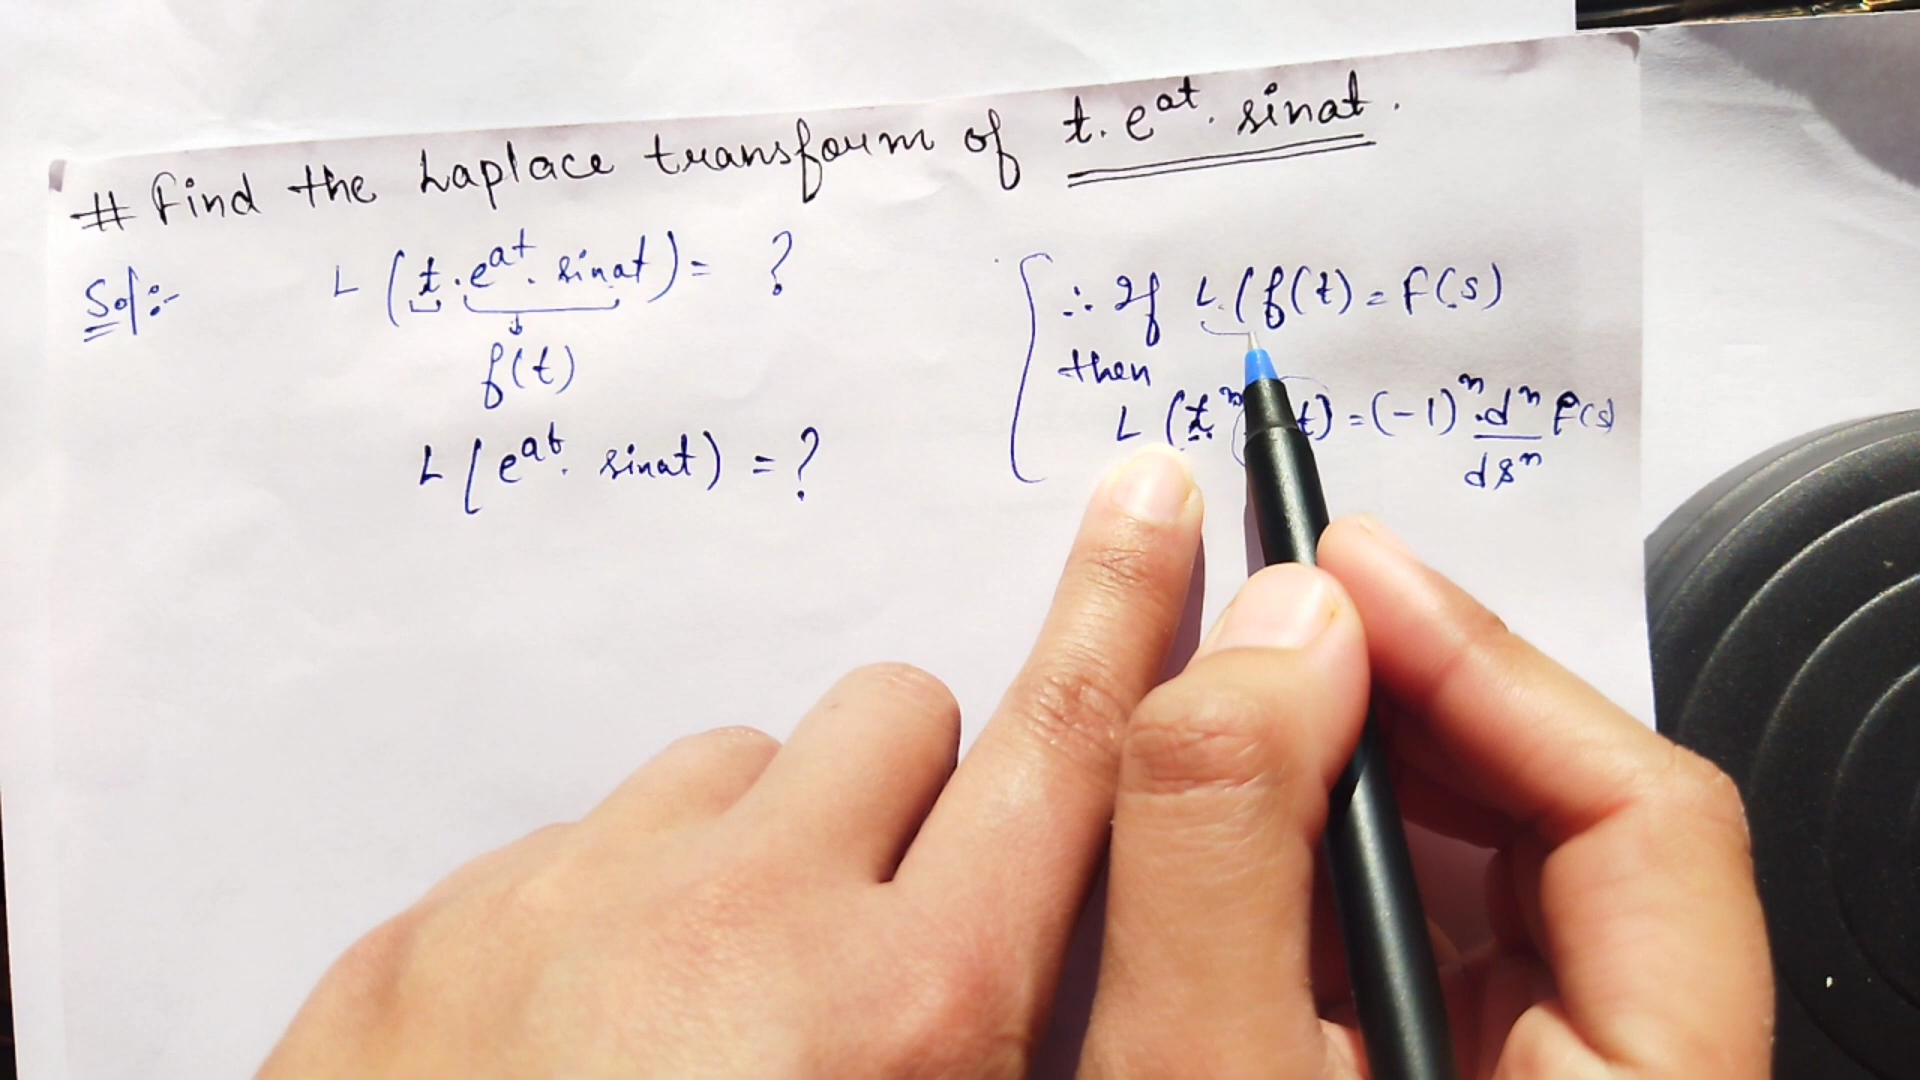 # Find the Laplace transform of t. e^at. sinat.
Sol:- L (t. e^at. sinat) = ?
f(t)
L (e^at. sinat) = ?
∴ If L (f(t) = F(s)
then
L (t^n t) = (-1)^n. d^n F(s)
ds^n